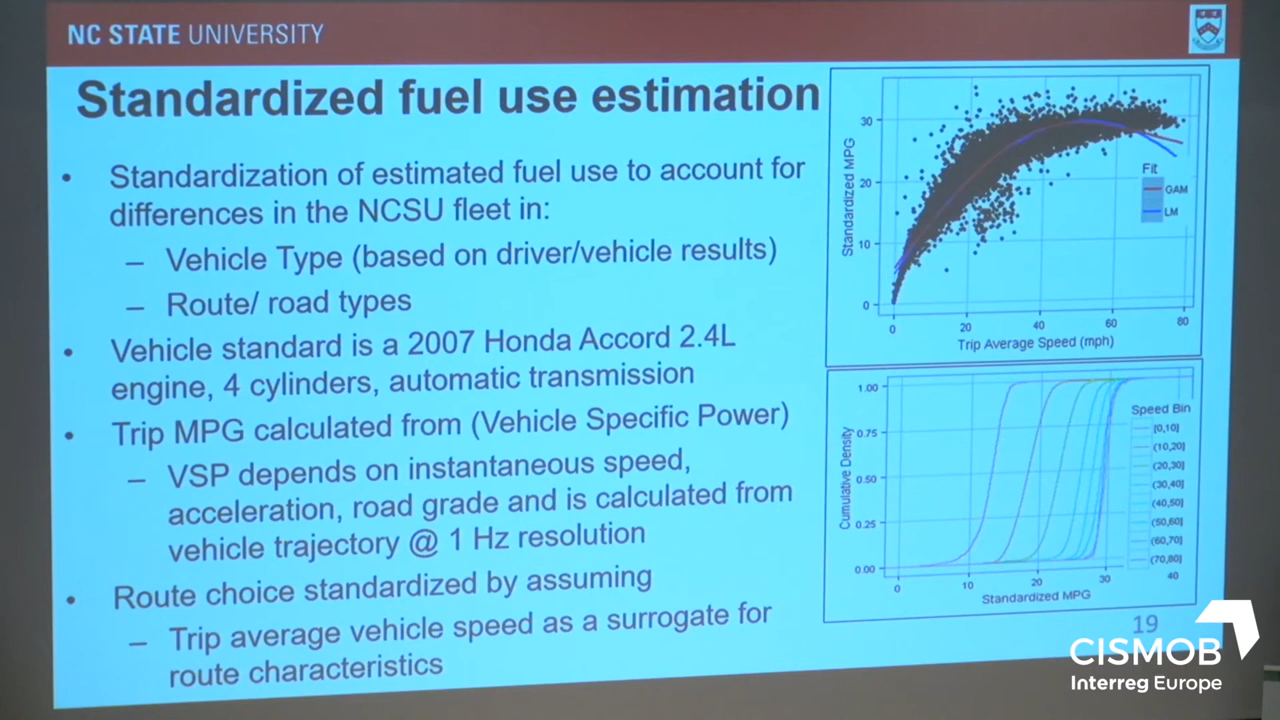 NC STATE UNIVERSITY
Standardized fuel use estimation
• Standardization of estimated fuel use to account for
differences in the NCSU fleet in:
– Vehicle Type (based on driver/vehicle results)
– Route/ road types
• Vehicle standard is a 2007 Honda Accord 2.4L
engine, 4 cylinders, automatic transmission
• Trip MPG calculated from (Vehicle Specific Power)
– VSP depends on instantaneous speed,
acceleration, road grade and is calculated from
vehicle trajectory @ 1 Hz resolution
• Route choice standardized by assuming
– Trip average vehicle speed as a surrogate for
route characteristics
Standardized MPG
30
20
10
0
0 20 40 60 80
Trip Average Speed (mph)
Fit
GAM
LM
Cumulative Density
1.00
0.75
0.50
0.25
0.00
0 10 20 30 40
Standardized MPG
Speed Bin
[0,10]
(10,20]
(20,30]
(30,40]
(40,50]
(50,60]
(60,70]
(70,80]
19
CISMOB
Interreg Europe